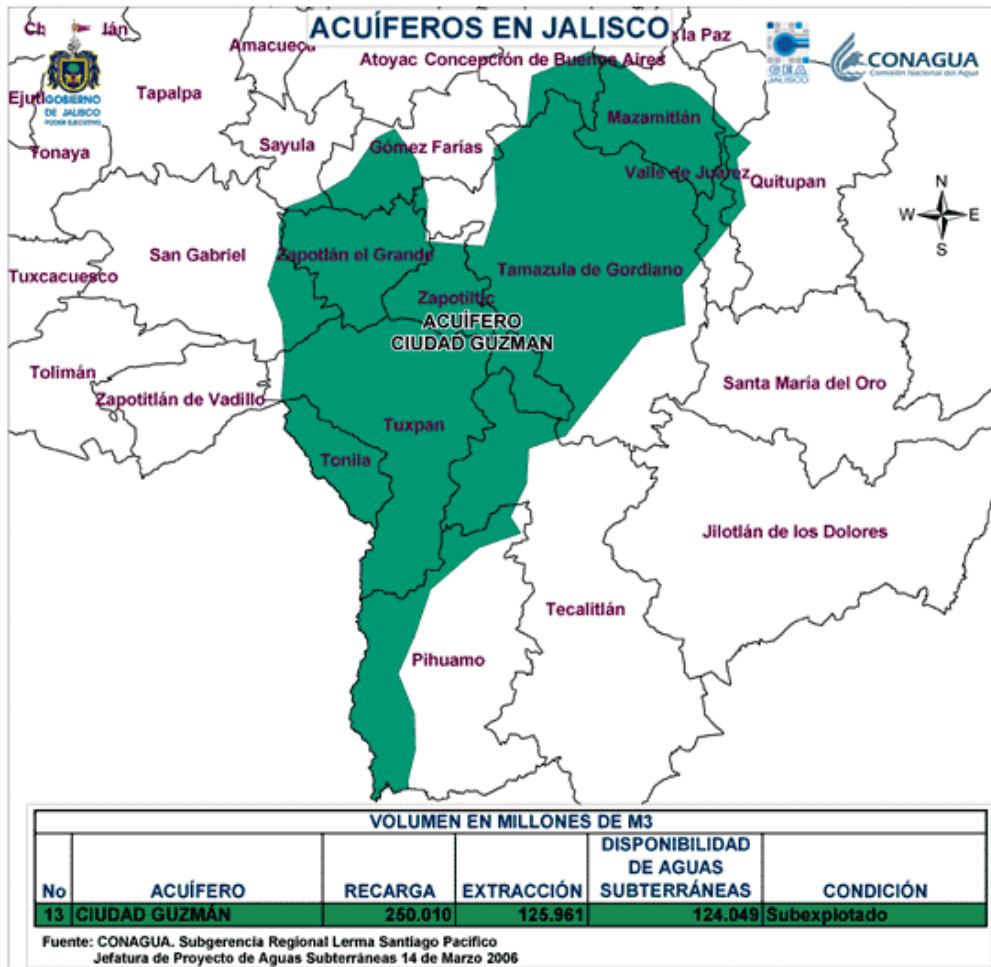 ACUÍFEROS EN JALISCO
Amacueca
la Paz
Atoyac
Concepción de Buenos Aires
GOBIERNO
DE JALISCO
PODER EJECUTIVO
CEA
JALISCO
CONAGUA
Comisión Nacional del Agua
Tapalpa
Mazamitlán
Tonaya
Sayula
Gómez Farías
Valle de Juárez
Quitupan
N
W
E
S
San Gabriel
Zapotlán el Grande
Tamazula de Gordiano
Tuxcacuesco
Zapotiltic
ACUÍFERO
CIUDAD GUZMAN
Tolimán
Santa María del Oro
Zapotitlán de Vadillo
Tuxpan
Tonila
Jilotlán de los Dolores
Tecalitlán
Pihuamo
VOLUMEN EN MILLONES DE M3
No ACUÍFERO RECARGA EXTRACCIÓN DISPONIBILIDAD
DE AGUAS
SUBTERRÁNEAS CONDICIÓN
13 CIUDAD GUZMÁN 250.010 125.961 124.049 Subexplotado
Fuente: CONAGUA. Subgerencia Regional Lerma Santiago Pacifico
Jefatura de Proyecto de Aguas Subterráneas 14 de Marzo 2006